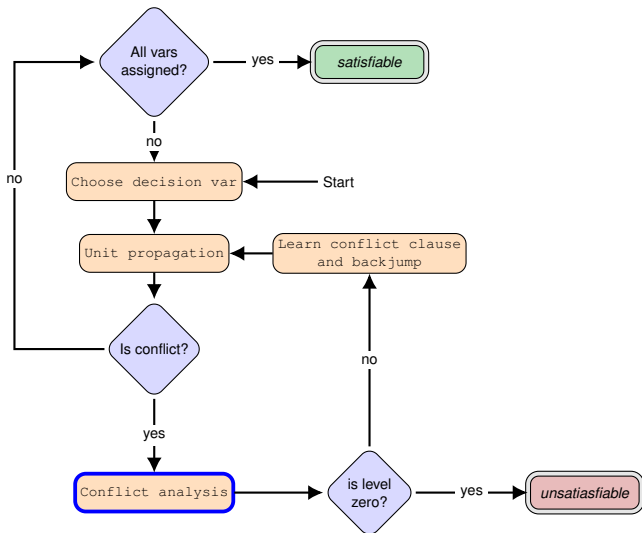 All vars
assigned?
yes
satisfiable
no
no
Choose decision var
Start
Unit propagation
Learn conflict clause
and backjump
Is conflict?
no
yes
Conflict analysis
is level
zero?
yes
unsatiasfiable